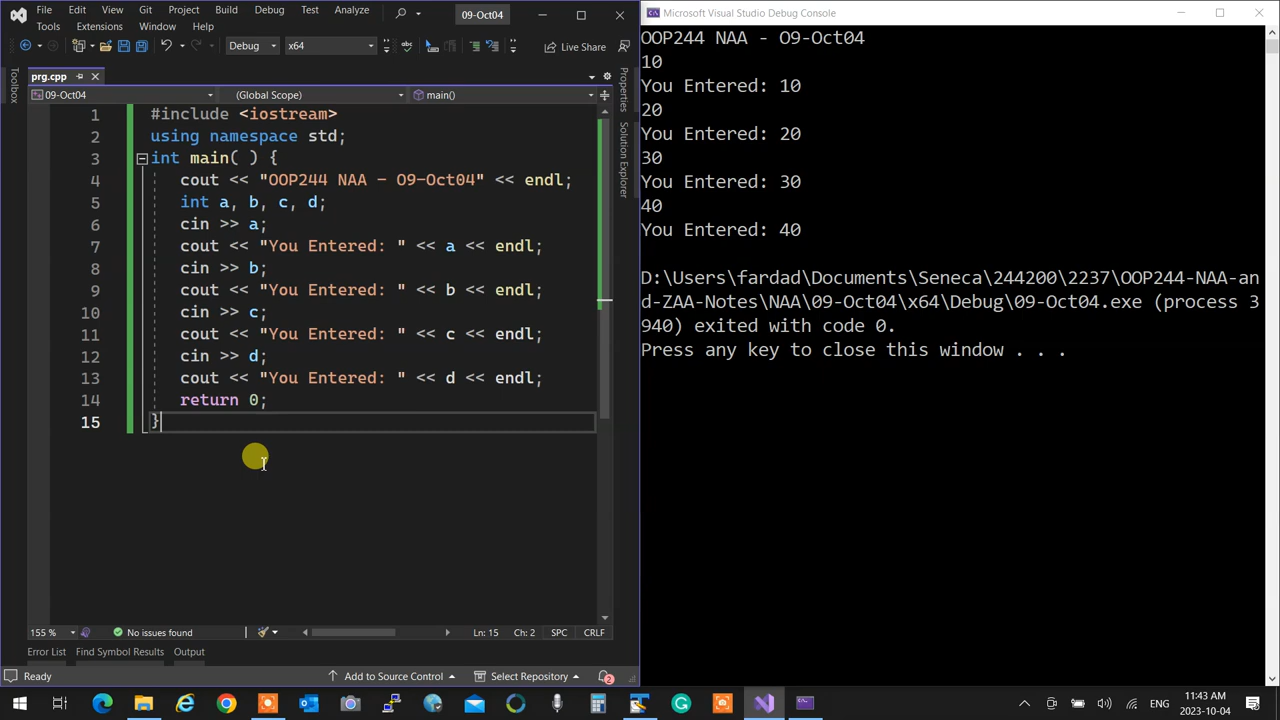 File Edit View Git Project Build Debug Test Analyze
Tools Extensions Window Help
09-Oct04
Debug
x64
Live Share
Toolbox
prg.cpp
09-Oct04
(Global Scope)
main()
1 #include <iostream>
2 using namespace std;
3 int main( ) {
4 cout << "OOP244 NAA - O9-Oct04" << endl;
5 int a, b, c, d;
6 cin >> a;
7 cout << "You Entered: " << a << endl;
8 cin >> b;
9 cout << "You Entered: " << b << endl;
10 cin >> c;
11 cout << "You Entered: " << c << endl;
12 cin >> d;
13 cout << "You Entered: " << d << endl;
14 return 0;
15 }
Properties
Solution Explorer
155 %
No issues found
Ln: 15 Ch: 2 SPC CRLF
Error List Find Symbol Results Output
Ready
Add to Source Control
Select Repository
2
Microsoft Visual Studio Debug Console
OOP244 NAA - O9-Oct04
10
You Entered: 10
20
You Entered: 20
30
You Entered: 30
40
You Entered: 40
D:\Users\fardad\Documents\Seneca\244200\2237\OOP244-NAA-an
d-ZAA-Notes\NAA\09-Oct04\x64\Debug\09-Oct04.exe (process 3
940) exited with code 0.
Press any key to close this window . . .
ENG
11:43 AM
2023-10-04